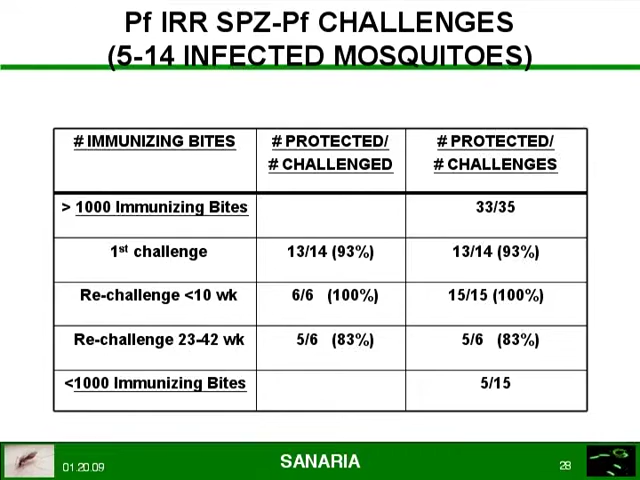 Pf IRR SPZ-Pf CHALLENGES
(5-14 INFECTED MOSQUITOES)
# IMMUNIZING BITES # PROTECTED/ # PROTECTED/
# CHALLENGED # CHALLENGES
> 1000 Immunizing Bites 33/35
1st challenge 13/14 (93%) 13/14 (93%)
Re-challenge <10 wk 6/6 (100%) 15/15 (100%)
Re-challenge 23-42 wk 5/6 (83%) 5/6 (83%)
<1000 Immunizing Bites 5/15
01.20.09 SANARIA 28